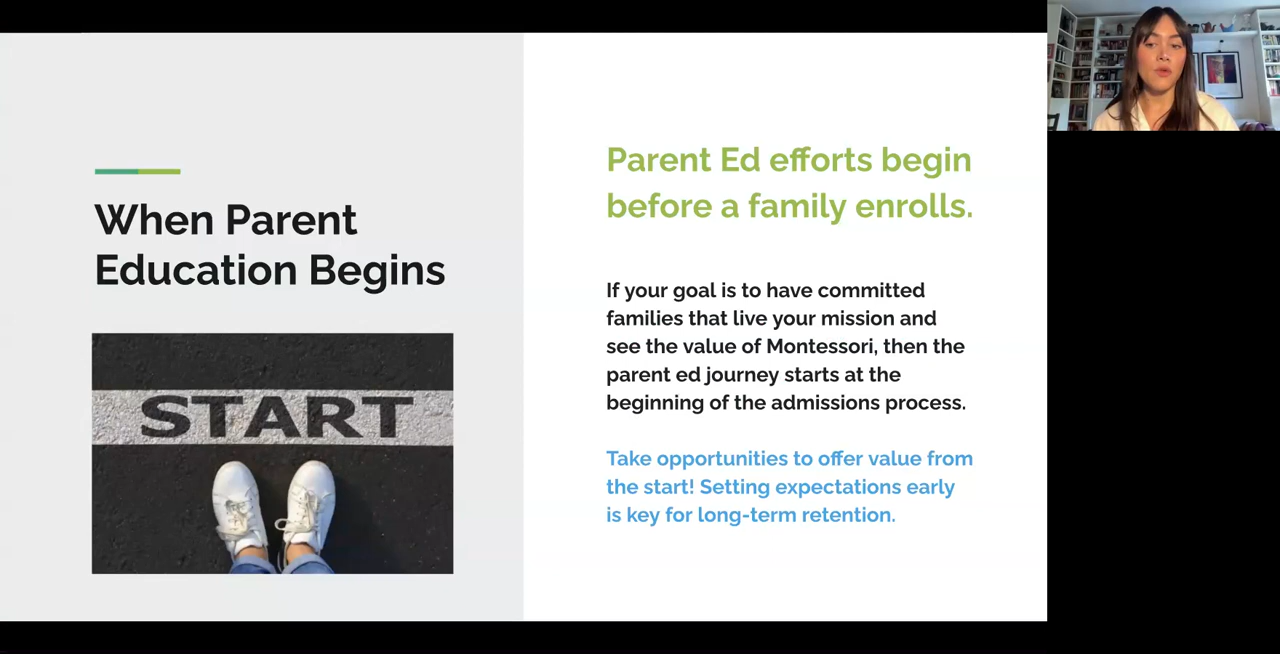 When Parent
Education Begins
START
Parent Ed efforts begin
before a family enrolls.
If your goal is to have committed
families that live your mission and
see the value of Montessori, then the
parent ed journey starts at the
beginning of the admissions process.
Take opportunities to offer value from
the start! Setting expectations early
is key for long-term retention.